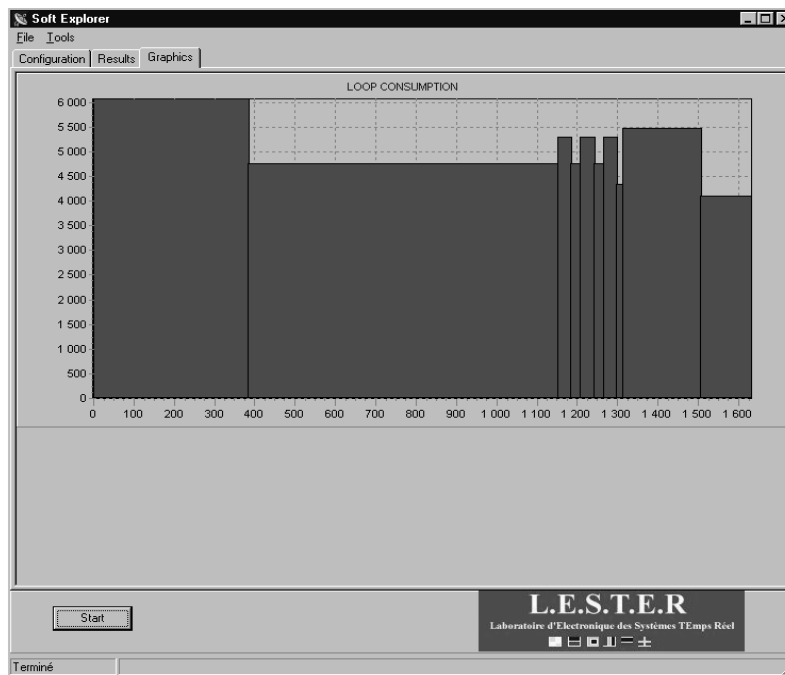 Soft Explorer
File Tools
Configuration Results Graphics
LOOP CONSUMPTION
6 000
5 500
5 000
4 500
4 000
3 500
3 000
2 500
2 000
1 500
1 000
500
0
0 100 200 300 400 500 600 700 800 900 1 000 1 100 1 200 1 300 1 400 1 500 1 600
Start
L.E.S.T.E.R
Laboratoire d'Electronique des Systèmes TEmps Réel
Terminé